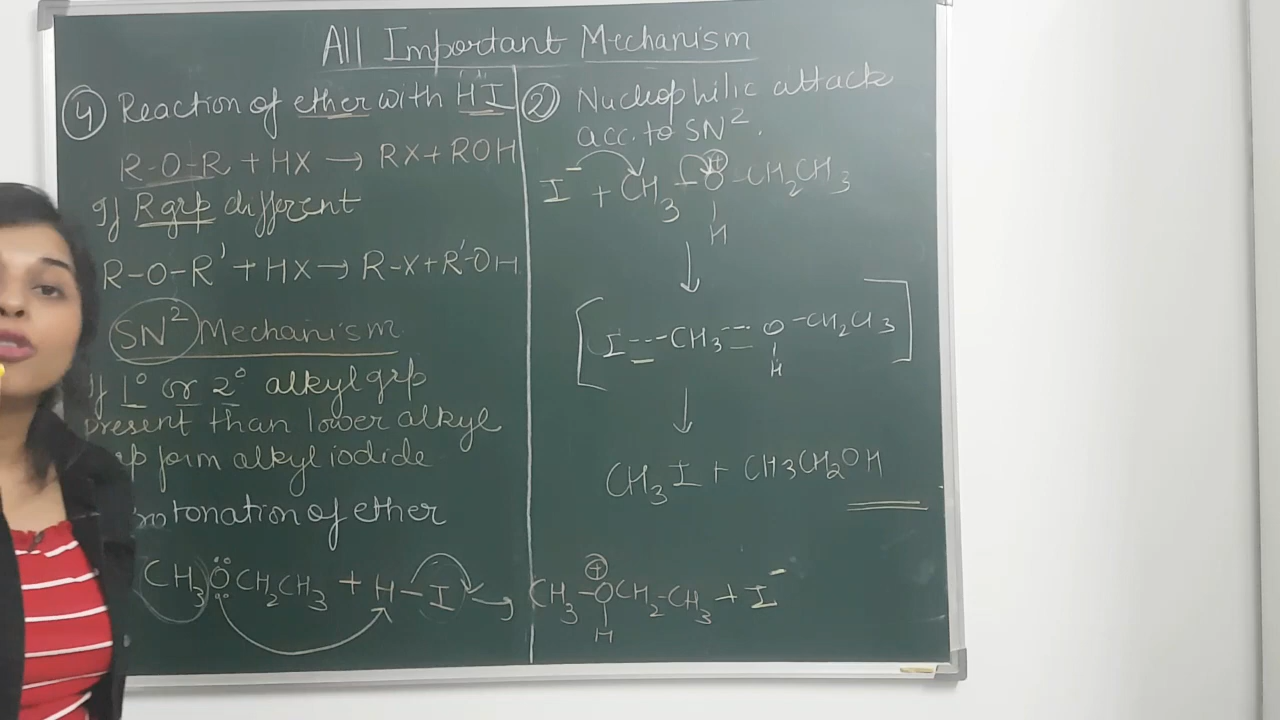 All Important Mechanism
4 Reaction of ether with HI
R-O-R + HX → RX + ROH
If R grp different
R-O-R' + HX → R-X + R'-OH
SN² Mechanism
If 1° or 2° alkyl grp
present than lower alkyl
form alkyl iodide
of ether
CH₃ÖCH₂CH₃ + H-I →
2 Nucleophilic attack
acc. to SN².
I⁻ + CH₃-O⊕-CH₂CH₃
H
↓
[I---CH₃---O-CH₂CH₃]
H
↓
CH₃I + CH3CH₂OH
⊕
CH₃-OCH₂-CH₃ + I⁻
H